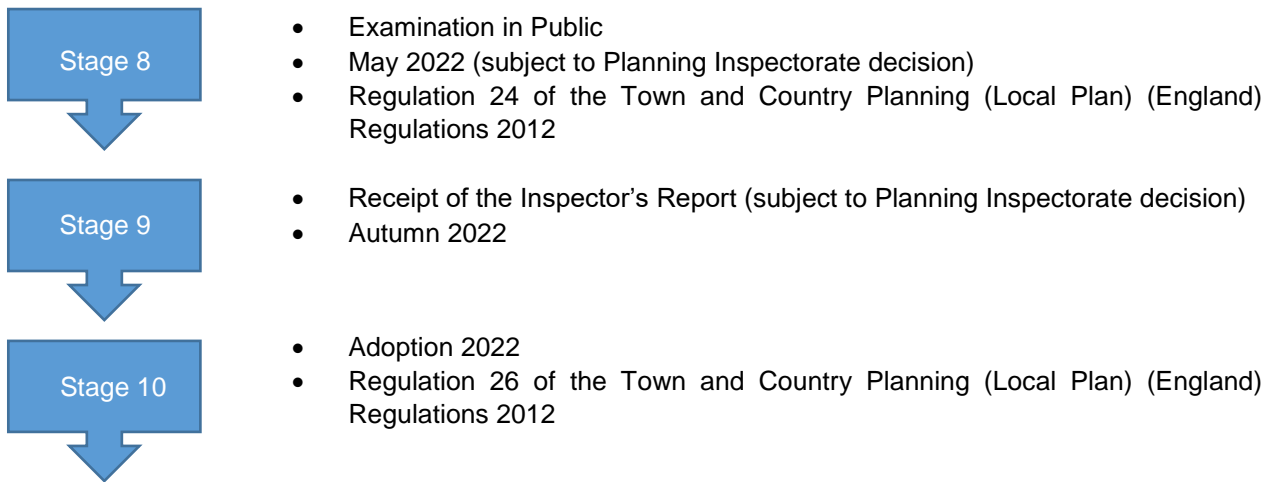 Stage 8
• Examination in Public
• May 2022 (subject to Planning Inspectorate decision)
• Regulation 24 of the Town and Country Planning (Local Plan) (England)
Regulations 2012
Stage 9
• Receipt of the Inspector’s Report (subject to Planning Inspectorate decision)
• Autumn 2022
Stage 10
• Adoption 2022
• Regulation 26 of the Town and Country Planning (Local Plan) (England)
Regulations 2012